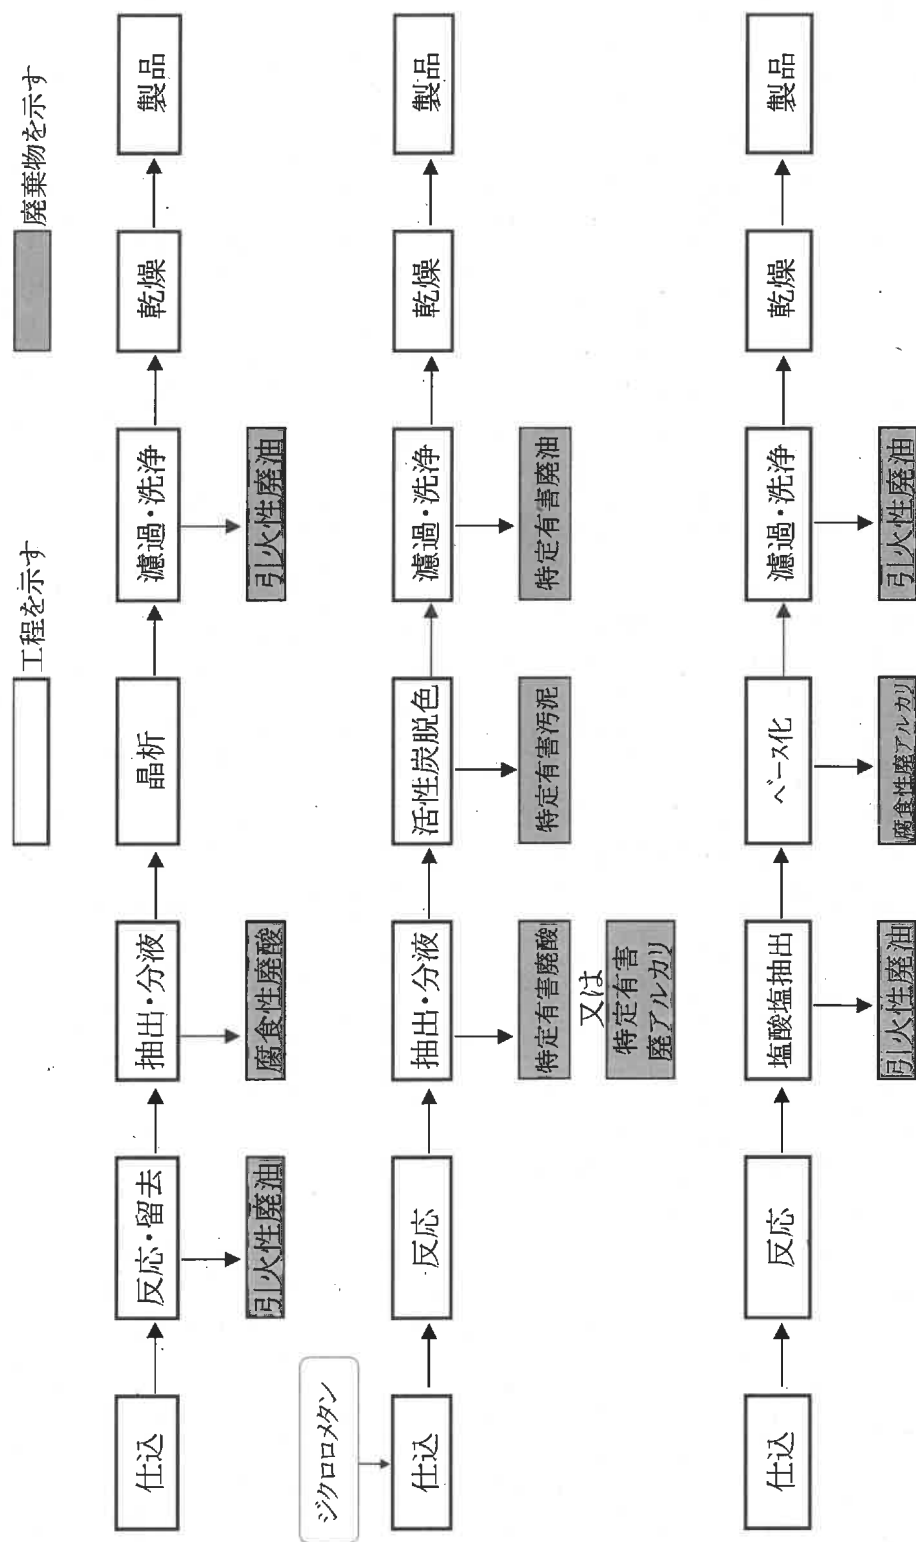 工程を示す
廃棄物を示す
仕込
反応・留去
抽出・分液
晶析
濾過・洗浄
乾燥
製品
引火性廃油
腐食性廃酸
引火性廃油
ジクロロメタン
仕込
反応
抽出・分液
活性炭脱色
濾過・洗浄
乾燥
製品
特定有害廃酸
又は
特定有害
廃アルカリ
特定有害汚泥
特定有害廃油
仕込
反応
塩酸塩抽出
ベース化
濾過・洗浄
乾燥
製品
引火性廃油
腐食性廃アルカリ
引火性廃油